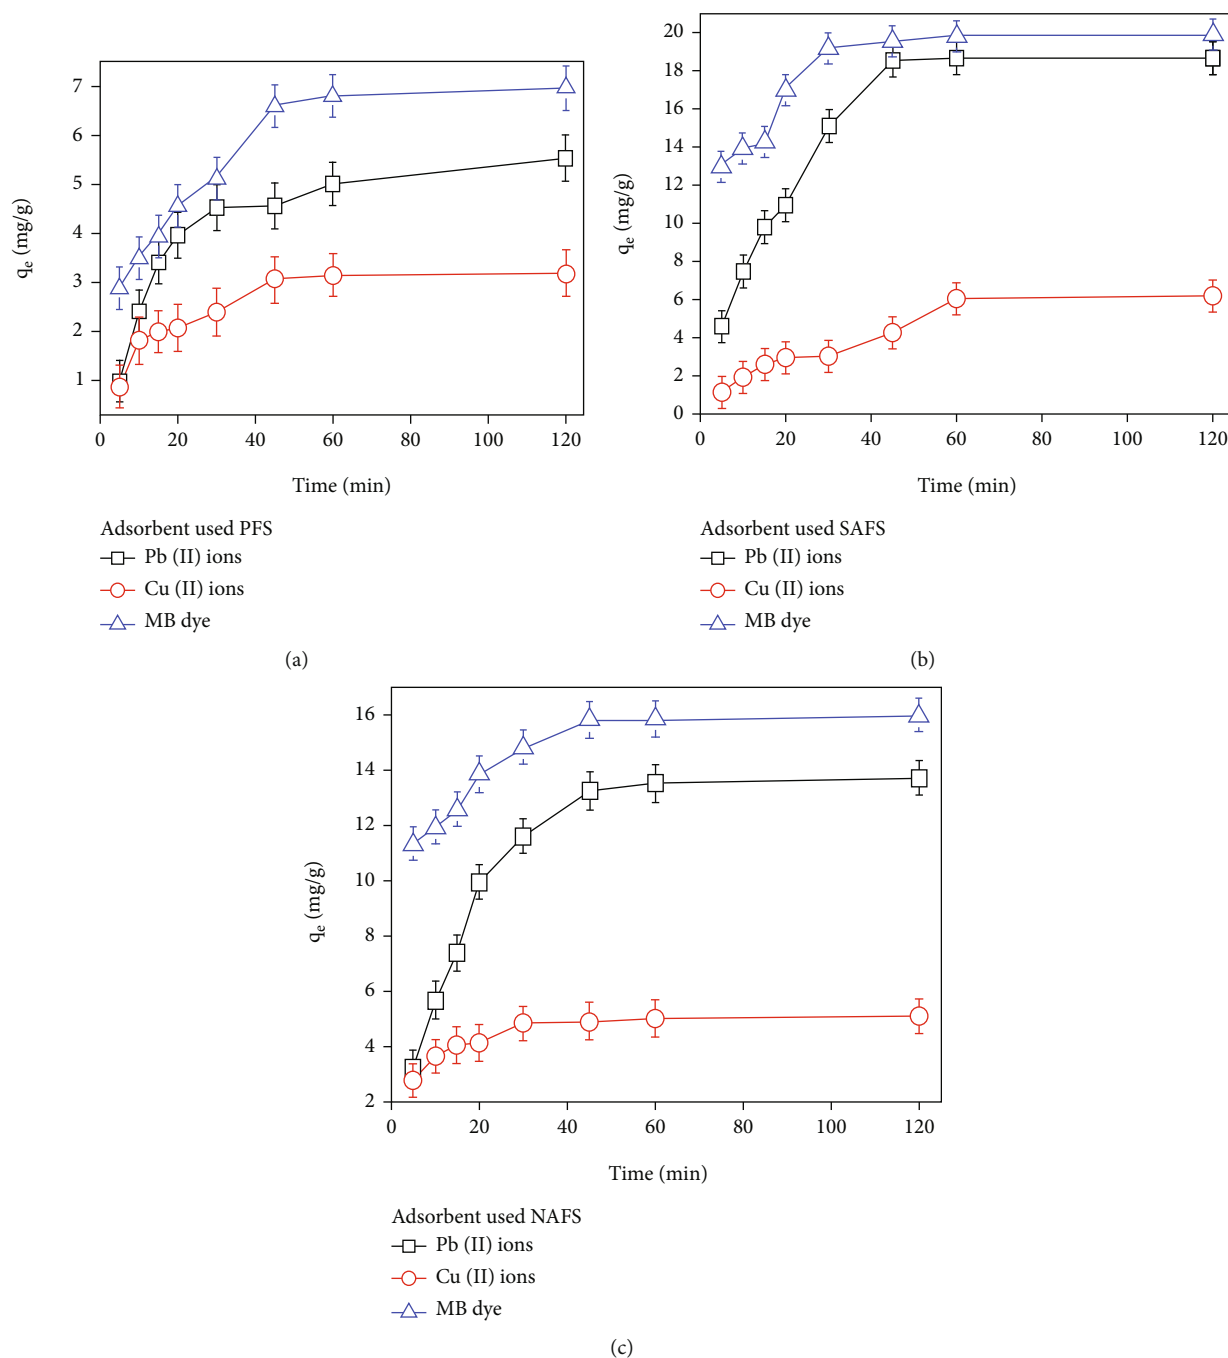 7
6
5
4
3
2
1
q_e (mg/g)
0 20 40 60 80 100 120
Time (min)
Adsorbent used PFS
Pb (II) ions
Cu (II) ions
MB dye
(a)
20
18
16
14
12
10
8
6
4
2
0
q_e (mg/g)
0 20 40 60 80 100 120
Time (min)
Adsorbent used SAFS
Pb (II) ions
Cu (II) ions
MB dye
(b)
16
14
12
10
8
6
4
2
q_e (mg/g)
0 20 40 60 80 100 120
Time (min)
Adsorbent used NAFS
Pb (II) ions
Cu (II) ions
MB dye
(c)